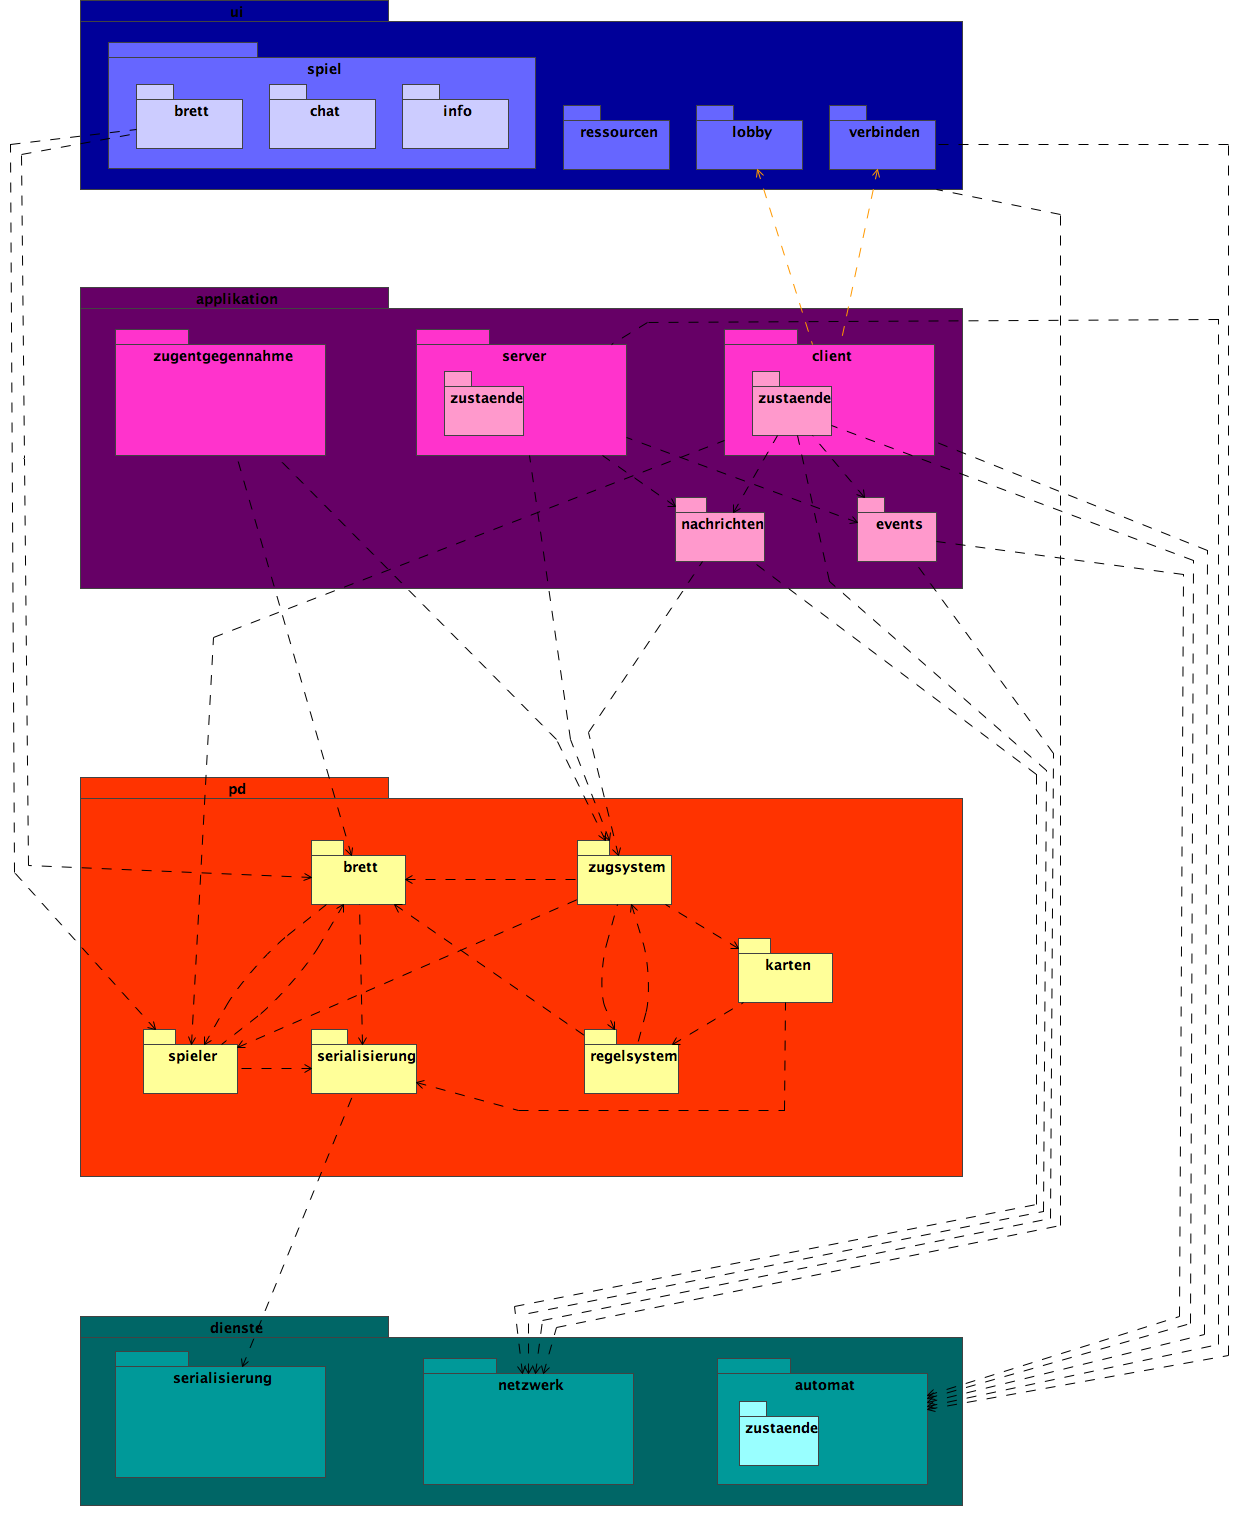 ui
spiel
brett
chat
info
ressourcen
lobby
verbinden
applikation
zugentgegennahme
server
client
zustaende
zustaende
nachrichten
events
pd
brett
zugsystem
karten
spieler
serialisierung
regelsystem
dienste
serialisierung
netzwerk
automat
zustaende